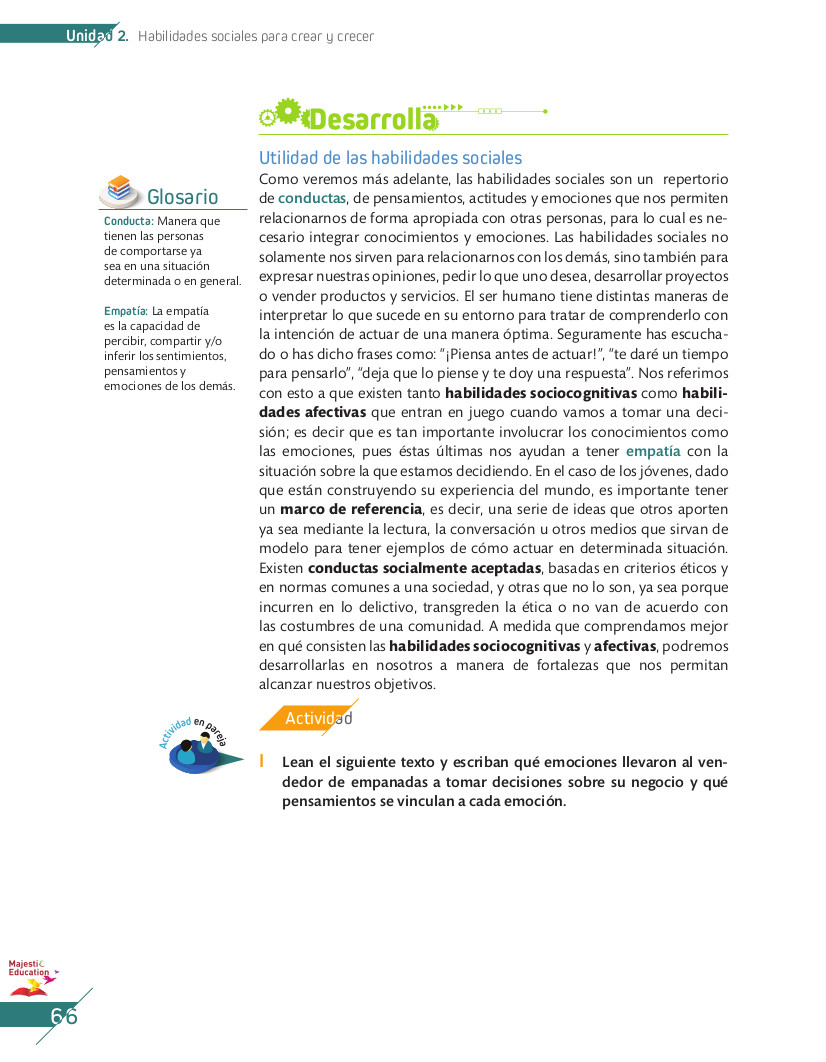 Unidad 2. Habilidades sociales para crear y crecer
Desarrolla
Utilidad de las habilidades sociales
Como veremos más adelante, las habilidades sociales son un repertorio
de conductas, de pensamientos, actitudes y emociones que nos permiten
relacionarnos de forma apropiada con otras personas, para lo cual es ne-
cesario integrar conocimientos y emociones. Las habilidades sociales no
solamente nos sirven para relacionarnos con los demás, sino también para
expresar nuestras opiniones, pedir lo que uno desea, desarrollar proyectos
o vender productos y servicios. El ser humano tiene distintas maneras de
interpretar lo que sucede en su entorno para tratar de comprenderlo con
la intención de actuar de una manera óptima. Seguramente has escucha-
do o has dicho frases como: “¡Piensa antes de actuar!”, “te daré un tiempo
para pensarlo”, “deja que lo piense y te doy una respuesta”. Nos referimos
con esto a que existen tanto habilidades sociocognitivas como habili-
dades afectivas que entran en juego cuando vamos a tomar una deci-
sión; es decir que es tan importante involucrar los conocimientos como
las emociones, pues éstas últimas nos ayudan a tener empatía con la
situación sobre la que estamos decidiendo. En el caso de los jóvenes, dado
que están construyendo su experiencia del mundo, es importante tener
un marco de referencia, es decir, una serie de ideas que otros aporten
ya sea mediante la lectura, la conversación u otros medios que sirvan de
modelo para tener ejemplos de cómo actuar en determinada situación.
Existen conductas socialmente aceptadas, basadas en criterios éticos y
en normas comunes a una sociedad, y otras que no lo son, ya sea porque
incurren en lo delictivo, transgreden la ética o no van de acuerdo con
las costumbres de una comunidad. A medida que comprendamos mejor
en qué consisten las habilidades sociocognitivas y afectivas, podremos
desarrollarlas en nosotros a manera de fortalezas que nos permitan
alcanzar nuestros objetivos.
Glosario
Conducta: Manera que
tienen las personas
de comportarse ya
sea en una situación
determinada o en general.
Empatía: La empatía
es la capacidad de
percibir, compartir y/o
inferir los sentimientos,
pensamientos y
emociones de los demás.
Actividad en pareja
Actividad
1 Lean el siguiente texto y escriban qué emociones llevaron al ven-
dedor de empanadas a tomar decisiones sobre su negocio y qué
pensamientos se vinculan a cada emoción.
Majestic
Education
66